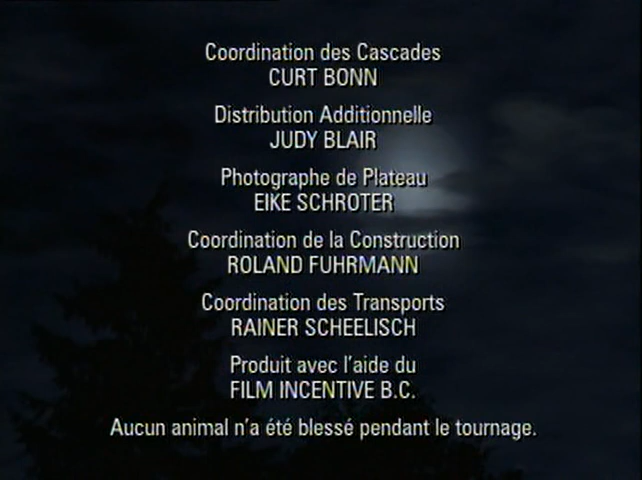 Coordination des Cascades
CURT BONN
Distribution Additionnelle
JUDY BLAIR
Photographe de Plateau
EIKE SCHROTER
Coordination de la Construction
ROLAND FUHRMANN
Coordination des Transports
RAINER SCHEELISCH
Produit avec l'aide du
FILM INCENTIVE B.C.
Aucun animal n'a été blessé pendant le tournage.